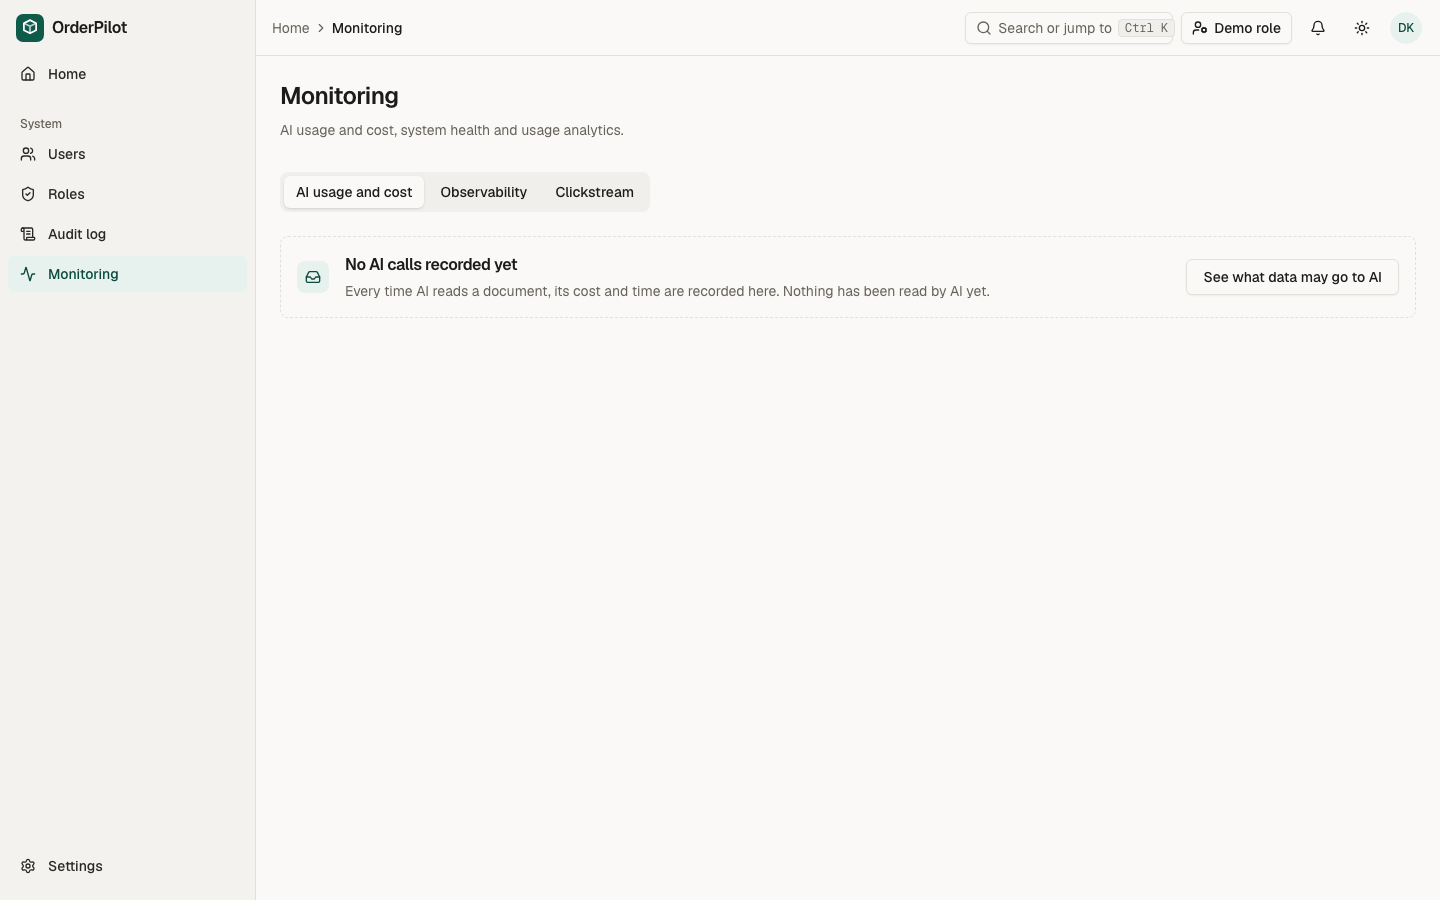 OrderPilot
Home
System
Users
Roles
Audit log
Monitoring
Settings
Home > Monitoring
Search or jump to Ctrl K
Demo role
DK
Monitoring
AI usage and cost, system health and usage analytics.
AI usage and cost
Observability
Clickstream
No AI calls recorded yet
Every time AI reads a document, its cost and time are recorded here. Nothing has been read by AI yet.
See what data may go to AI